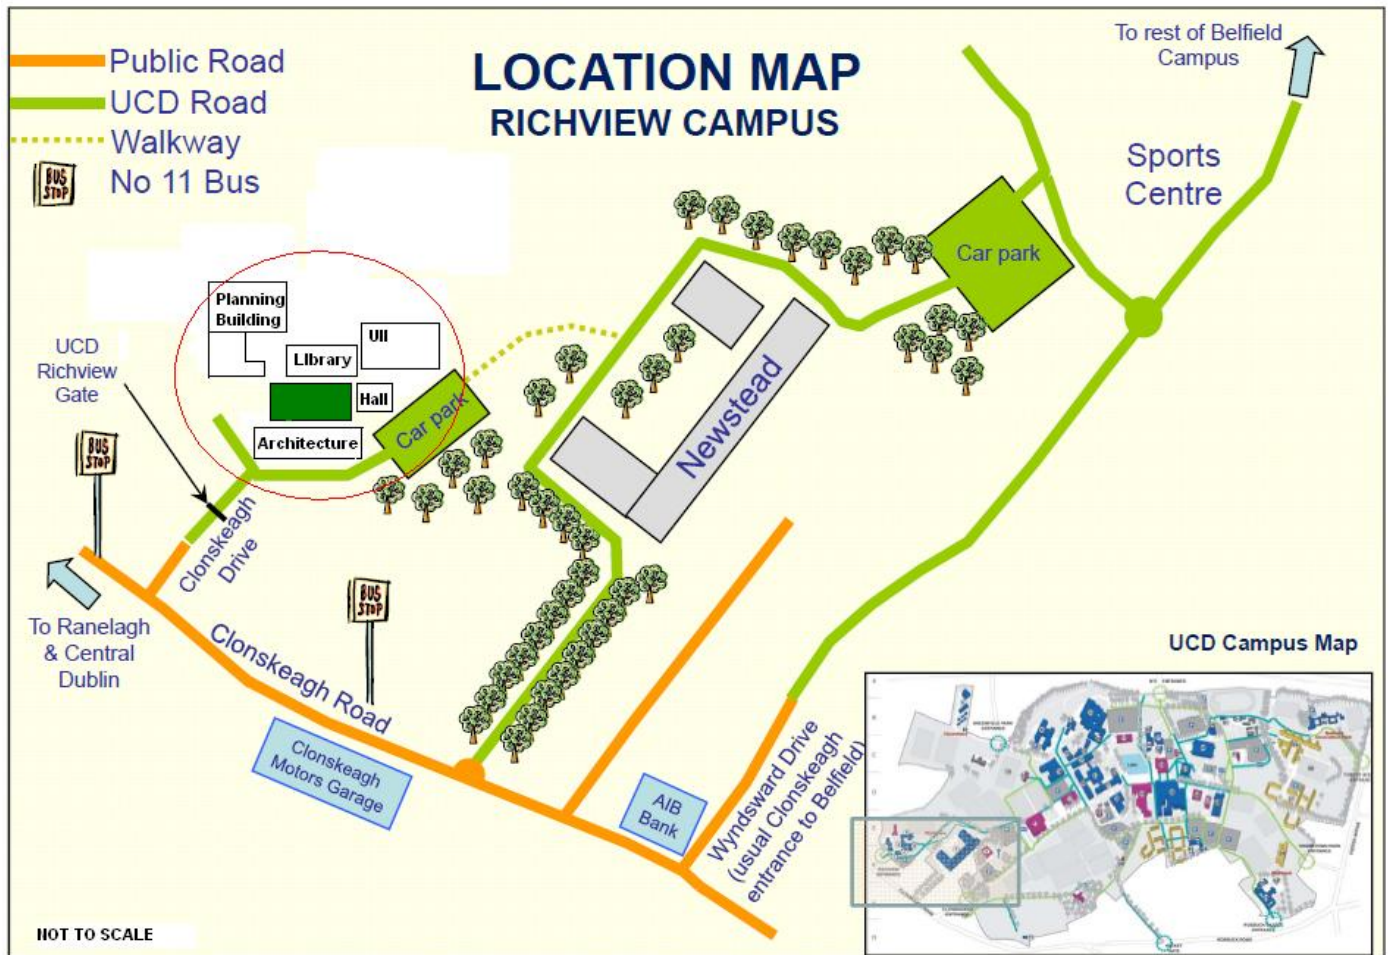 Public Road
UCD Road
Walkway
No 11 Bus
BUS
STOP
LOCATION MAP
RICHVIEW CAMPUS
To rest of Belfield
Campus
Sports
Centre
Car park
Planning
Building
UII
LIbrary
Hall
Architecture
Car park
UCD
Richview
Gate
BUS
STOP
Newstead
Clonskeagh
Drive
BUS
STOP
To Ranelagh
& Central
Dublin
Clonskeagh Road
Clonskeagh
Motors Garage
AIB
Bank
Wyndsward Drive
(usual Clonskeagh
entrance to Belfield)
UCD Campus Map
NOT TO SCALE